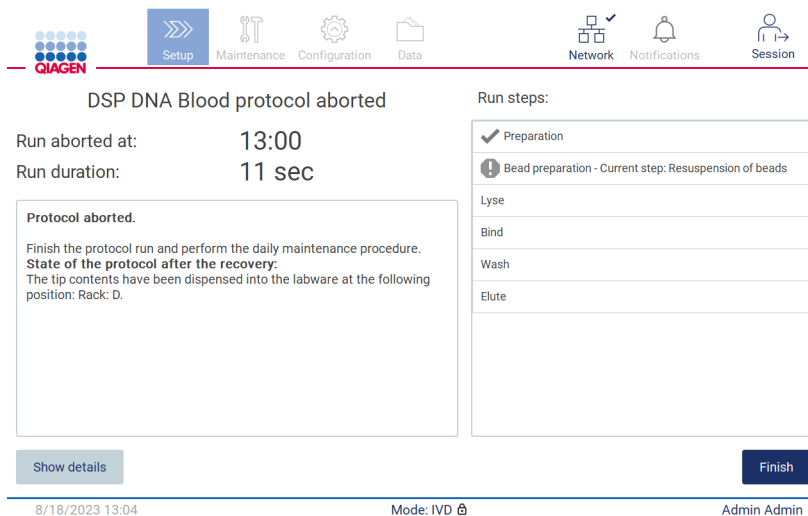 Setup
Maintenance
Configuration
Data
Network
Notifications
Session
QIAGEN
DSP DNA Blood protocol aborted
Run aborted at: 13:00
Run duration: 11 sec
Protocol aborted.
Finish the protocol run and perform the daily maintenance procedure.
State of the protocol after the recovery:
The tip contents have been dispensed into the labware at the following
position: Rack: D.
Show details
Run steps:
Preparation
Bead preparation - Current step: Resuspension of beads
Lyse
Bind
Wash
Elute
Finish
8/18/2023 13:04
Mode: IVD
Admin Admin